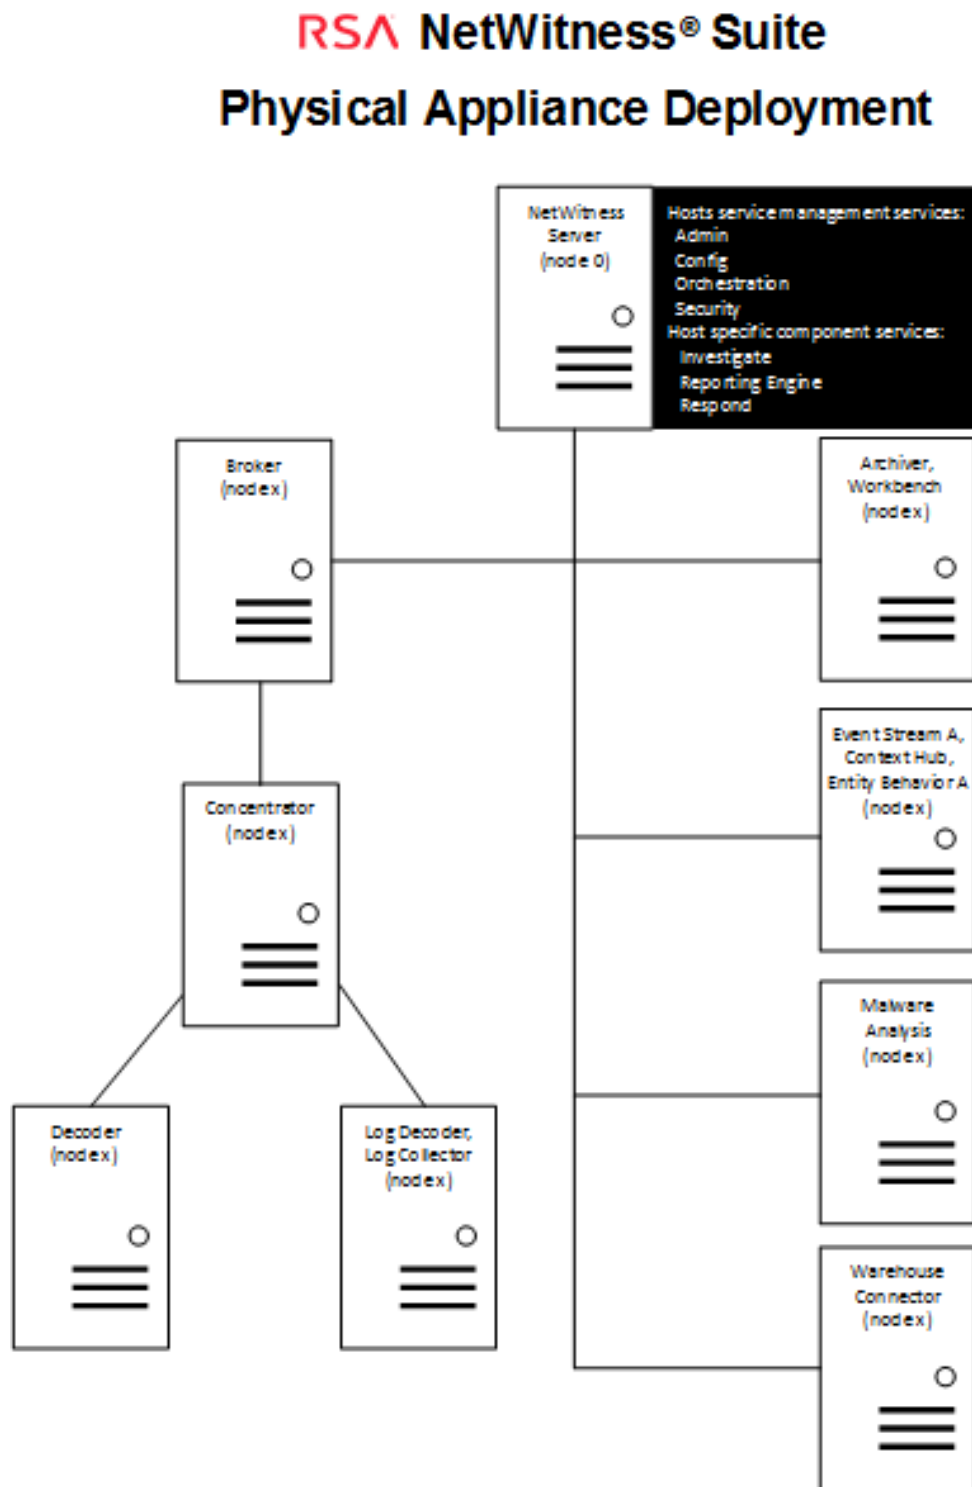 RSA NetWitness® Suite
Physical Appliance Deployment
NetWitness
Server
(node 0)
Hosts service management services:
Admin
Config
Orchestration
Security
Host specific component services:
Investigate
Reporting Engine
Respond
Broker
(node x)
Archiver,
Workbench
(node x)
Event Stream A,
Context Hub,
Entity Behavior A
(node x)
Concentrator
(node x)
Malware
Analysis
(node x)
Decoder
(node x)
Log Decoder,
Log Collector
(node x)
Warehouse
Connector
(node x)